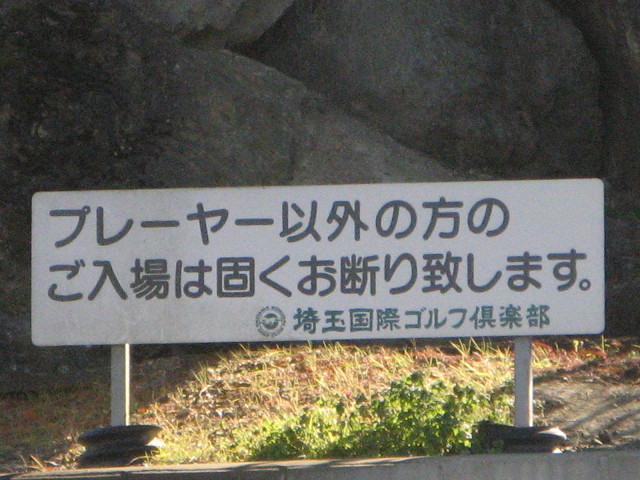 プレーヤー以外の方の
ご入場は固くお断り致します。
埼玉国際ゴルフ倶楽部